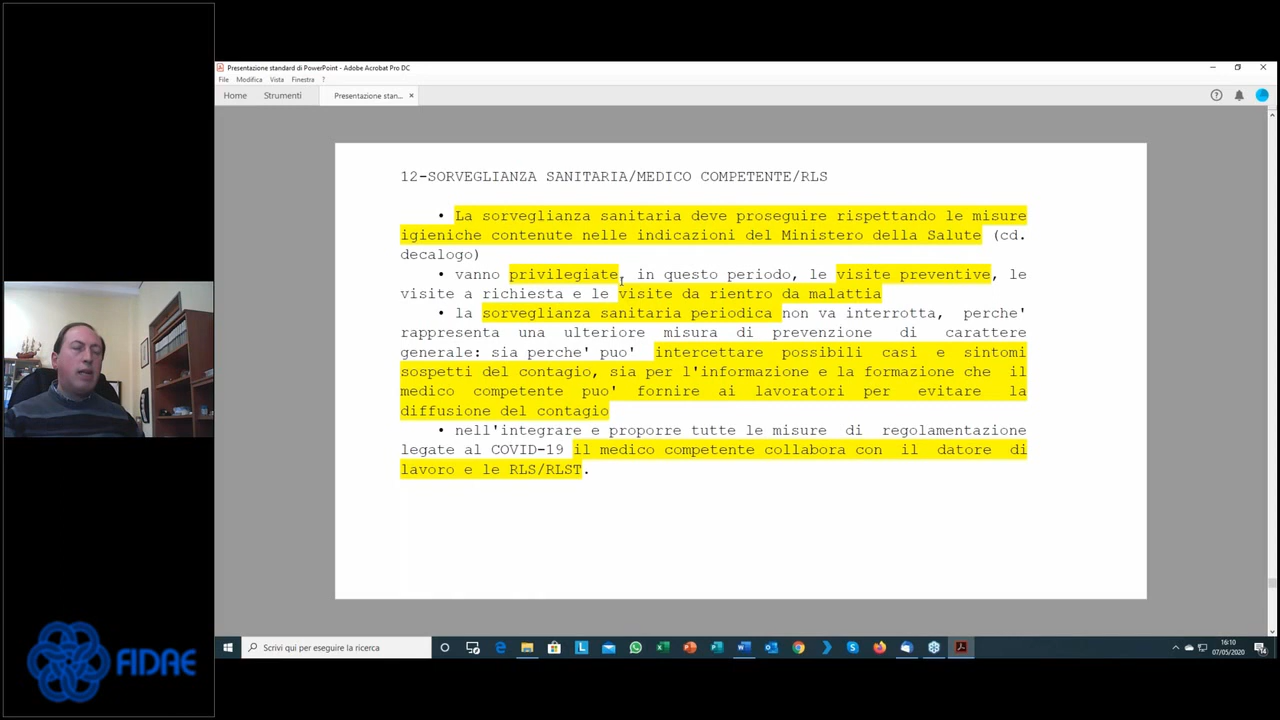 Presentazione standard di PowerPoint - Adobe Acrobat Pro DC
File Modifica Vista Finestra ?
Home Strumenti Presentazione stan... ×
12-SORVEGLIANZA SANITARIA/MEDICO COMPETENTE/RLS
• La sorveglianza sanitaria deve proseguire rispettando le misure
igieniche contenute nelle indicazioni del Ministero della Salute (cd.
decalogo)
• vanno privilegiate, in questo periodo, le visite preventive, le
visite a richiesta e le visite da rientro da malattia
• la sorveglianza sanitaria periodica non va interrotta, perche'
rappresenta una ulteriore misura di prevenzione di carattere
generale: sia perche' puo' intercettare possibili casi e sintomi
sospetti del contagio, sia per l'informazione e la formazione che il
medico competente puo' fornire ai lavoratori per evitare la
diffusione del contagio
• nell'integrare e proporre tutte le misure di regolamentazione
legate al COVID-19 il medico competente collabora con il datore di
lavoro e le RLS/RLST.
FIDAE
Scrivi qui per eseguire la ricerca
16:10
07/05/2020